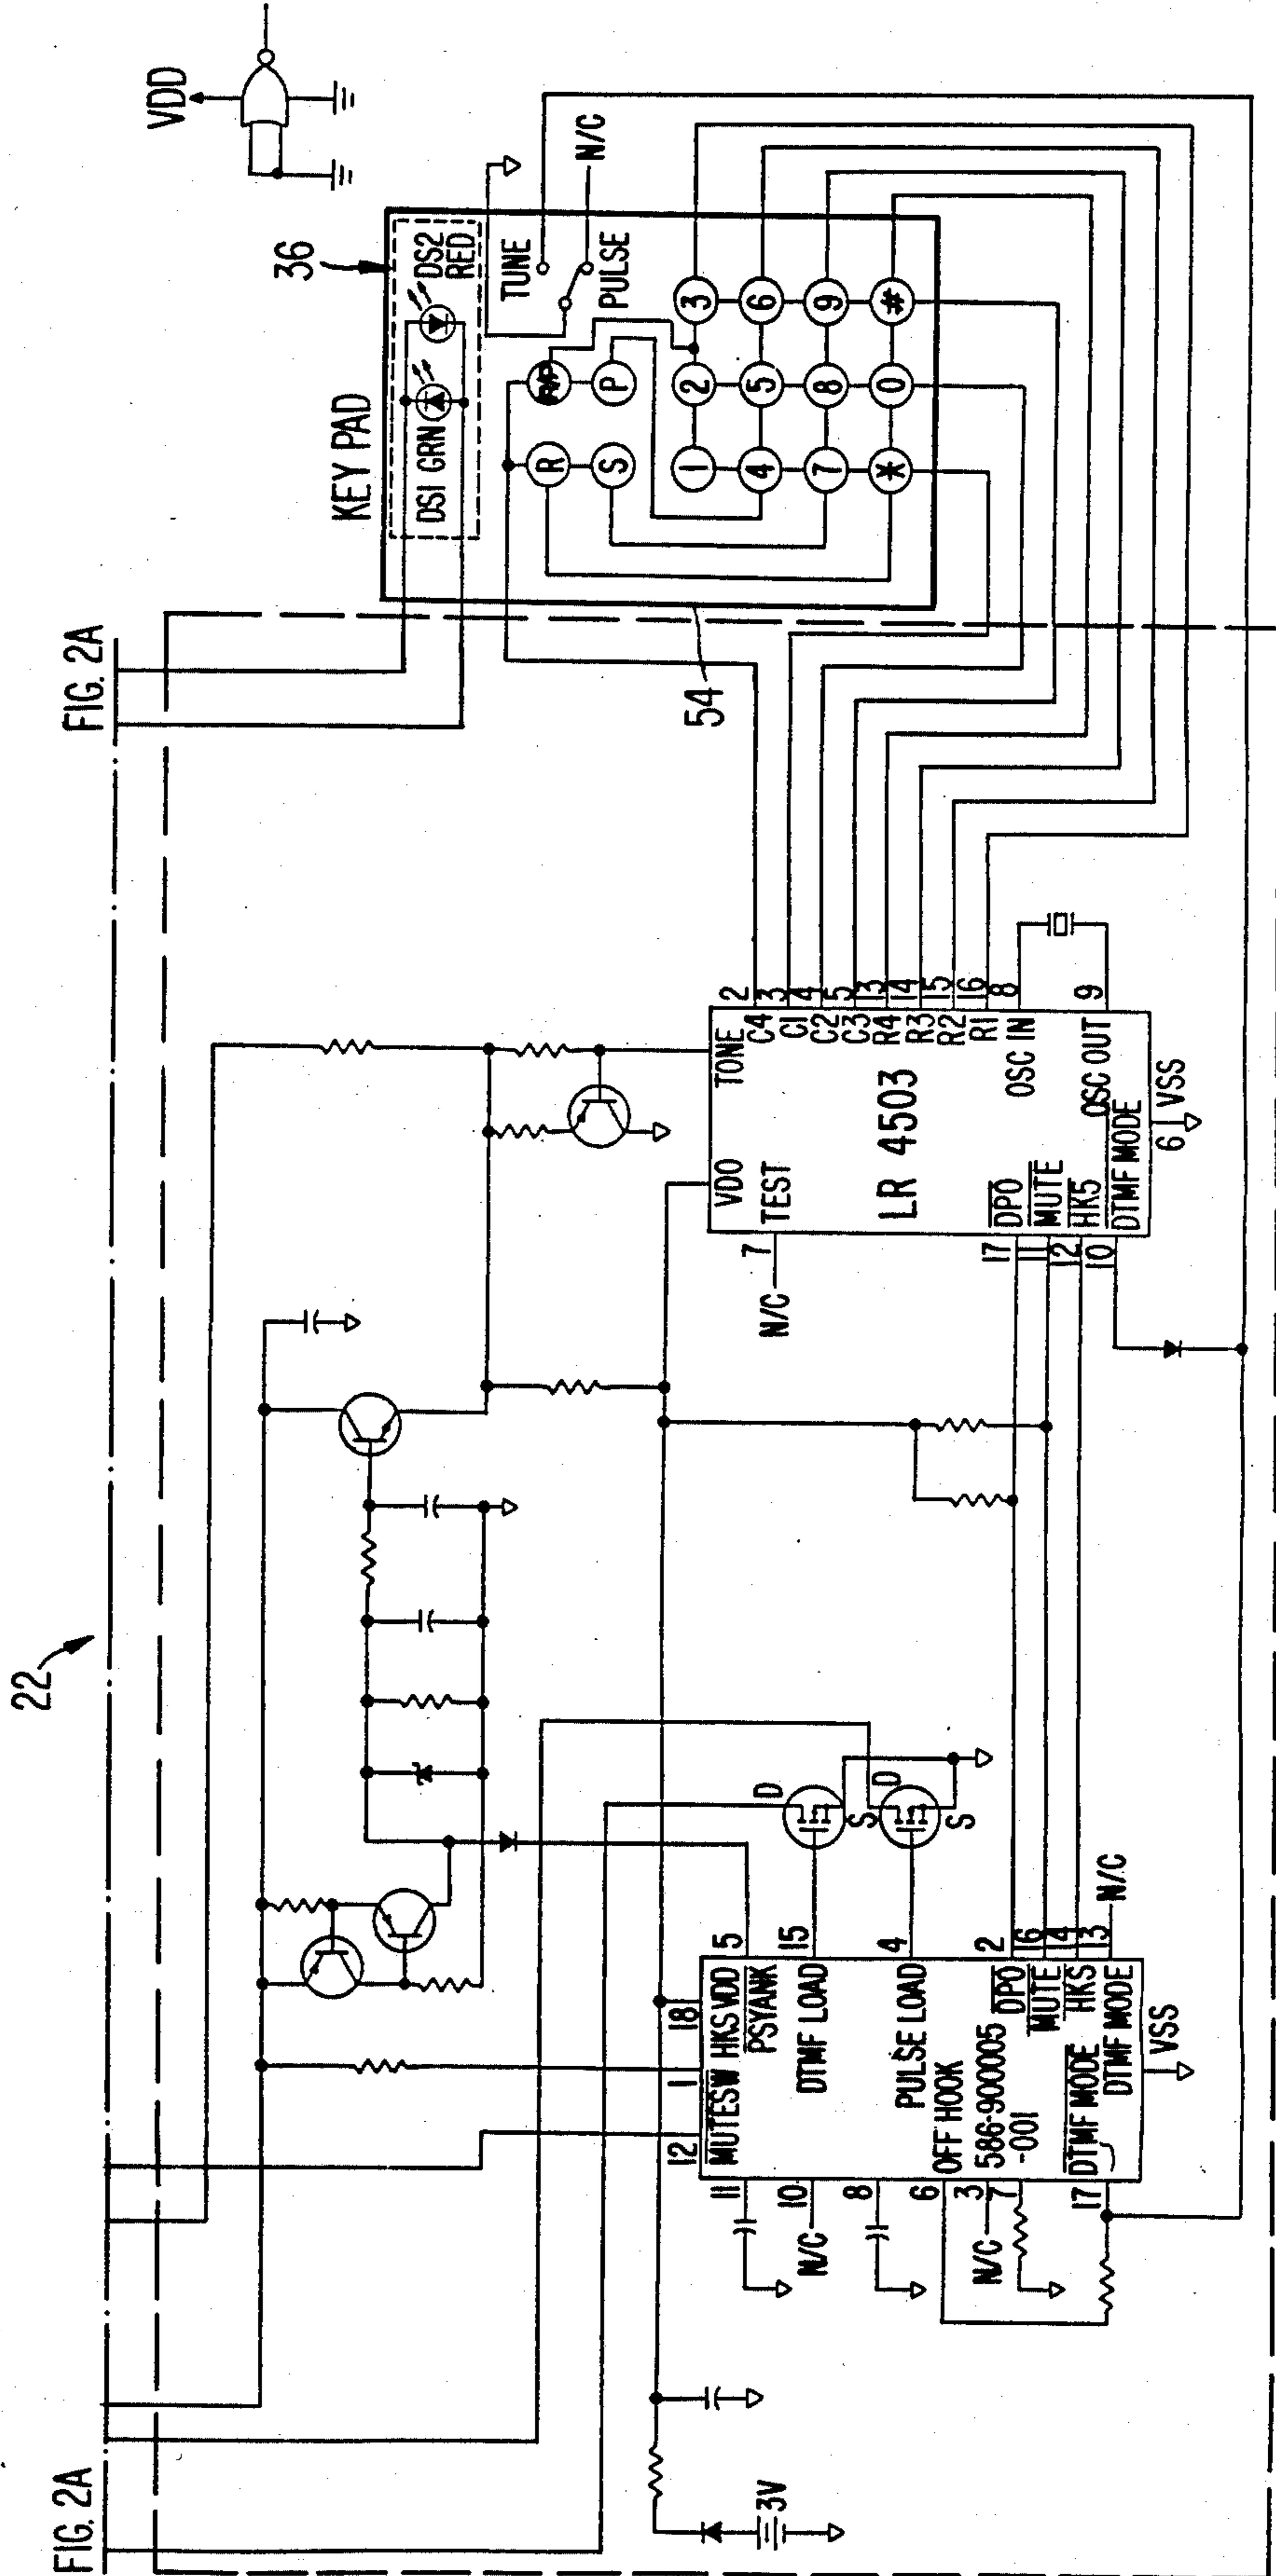 FIG. 2A
22
FIG. 2A
VDD
36
KEY PAD
DS1 GRN
DS2
RED
TUNE
N/C
PULSE
R
R/P
S
P
1
2
3
4
5
6
7
8
9
*
0
#
54
3V
12
1
18
MUTESW
HKS
VDD
5
PSYANK
11
15
DTMF LOAD
N/C
10
8
4
PULSE LOAD
6
OFF HOOK
N/C
3
586-900005
7
-001
2
DPO
16
MUTE
14
HKS
13
N/C
17
DTMF MODE
DTMF MODE
VSS
D
S
D
S
VDO
TONE
N/C
7
TEST
LR 4503
2
C4
3
C1
4
C2
5
C3
13
R4
14
R3
15
R2
16
R1
8
OSC IN
9
OSC OUT
17
DPO
11
MUTE
12
HK5
10
DTMF MODE
6
VSS